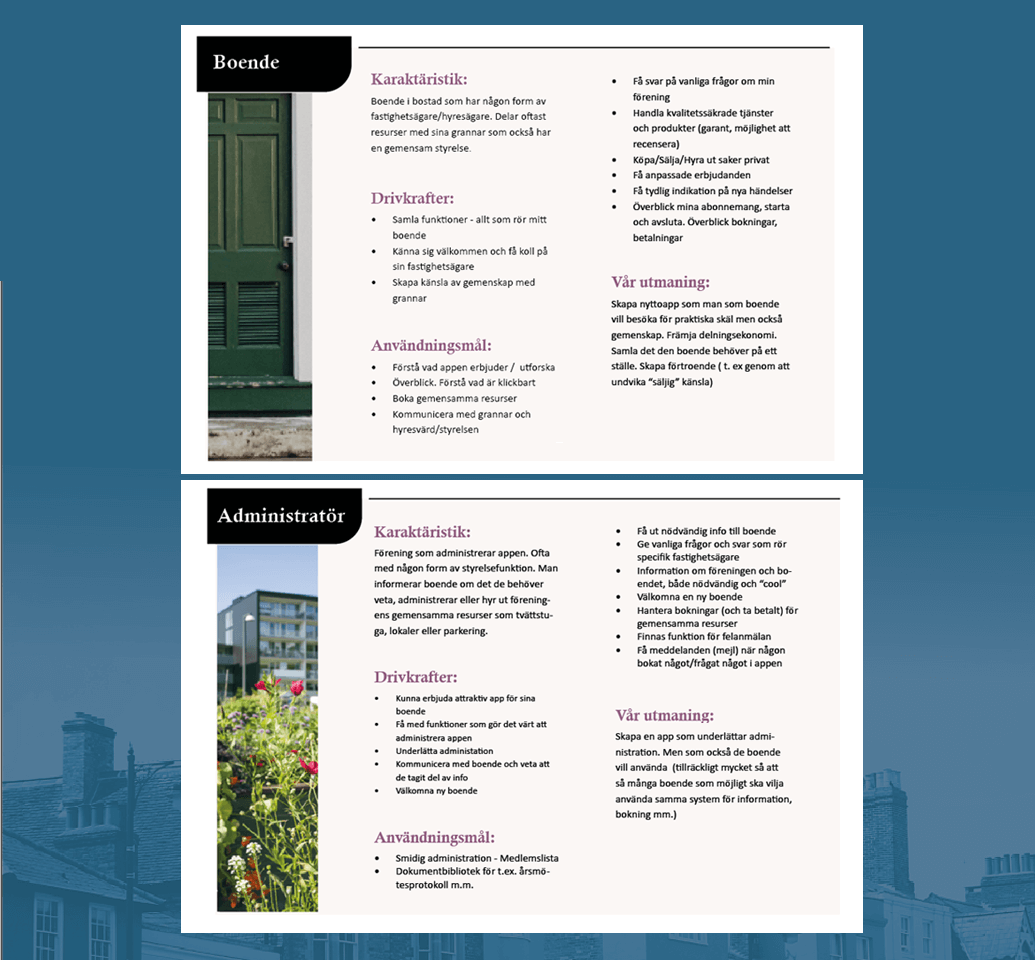 Boende
Karaktäristik:
Boende i bostad som har någon form av
fastighetsägare/hyresägare. Delar oftast
resurser med sina grannar som också har
en gemensam styrelse.
Drivkrafter:
• Samla funktioner - allt som rör mitt
boende
• Känna sig välkommen och få koll på
sin fastighetsägare
• Skapa känsla av gemenskap med
grannar
Användningsmål:
• Förstå vad appen erbjuder / utforska
• Överblick. Förstå vad är klickbart
• Boka gemensamma resurser
• Kommunicera med grannar och
hyresvärd/styrelsen
• Få svar på vanliga frågor om min
förening
• Handla kvalitetssäkrade tjänster
och produkter (garant, möjlighet att
recensera)
• Köpa/Sälja/Hyra ut saker privat
• Få anpassade erbjudanden
• Få tydlig indikation på nya händelser
• Överblick mina abonnemang, starta
och avsluta. Överblick bokningar,
betalningar
Vår utmaning:
Skapa nyttoapp som man som boende
vill besöka för praktiska skäl men också
gemenskap. Främja delningsekonomi.
Samla det den boende behöver på ett
ställe. Skapa förtroende ( t. ex genom att
undvika “säljig” känsla)
Administratör
Karaktäristik:
Förening som administrerar appen. Ofta
med någon form av styrelsefunktion. Man
informerar boende om det de behöver
veta, administrerar eller hyr ut förening-
ens gemensamma resurser som tvättstu-
ga, lokaler eller parkering.
Drivkrafter:
• Kunna erbjuda attraktiv app för sina
boende
• Få med funktioner som gör det värt att
administrera appen
• Underlätta administation
• Kommunicera med boende och veta att
de tagit del av info
• Välkomna ny boende
Användningsmål:
• Smidig administration - Medlemslista
• Dokumentbibliotek för t.ex. årsmö-
tesprotokoll m.m.
• Få ut nödvändig info till boende
• Ge vanliga frågor och svar som rör
specifik fastighetsägare
• Information om föreningen och bo-
endet, både nödvändig och “cool”
• Välkomna en ny boende
• Hantera bokningar (och ta betalt) för
gemensamma resurser
• Finnas funktion för felanmälan
• Få meddelanden (mejl) när någon
bokat något/frågat något i appen
Vår utmaning:
Skapa en app som underlättar admi-
nistration. Men som också de boende
vill använda (tillräckligt mycket så att
så många boende som möjligt ska vilja
använda samma system för information,
bokning mm.)